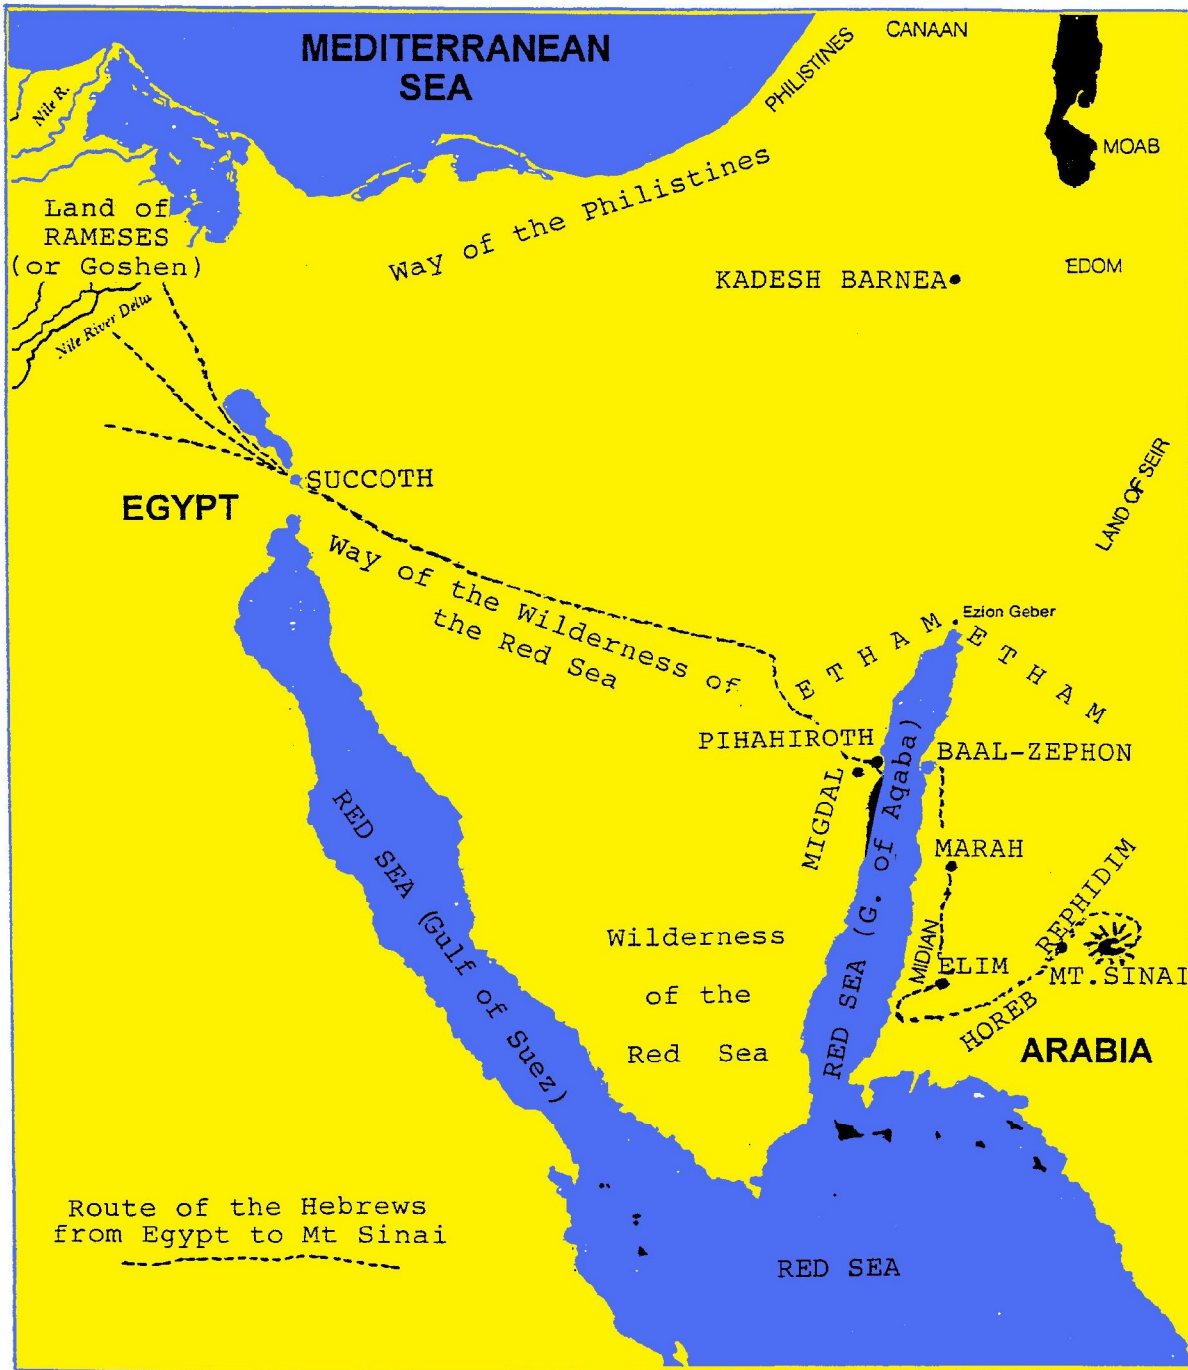 MEDITERRANEAN
SEA
CANAAN
PHILISTINES
Nile R.
MOAB
Way of the Philistines
Land of
RAMESES
(or Goshen)
EDOM
KADESH BARNEA
Nile River Delta
SUCCOTH
EGYPT
LAND OF SEIR
Way of the Wilderness of
the Red Sea
Ezion Geber
ETHAM
ETHAM
PIHAHIROTH
BAAL-ZEPHON
MIGDAL
MARAH
RED SEA (Gulf of Suez)
RED SEA (G. of Aqaba)
REPHIDIM
Wilderness
of the
Red Sea
MIDIAN
ELIM
MT.SINAI
HOREB
ARABIA
Route of the Hebrews
from Egypt to Mt Sinai
RED SEA